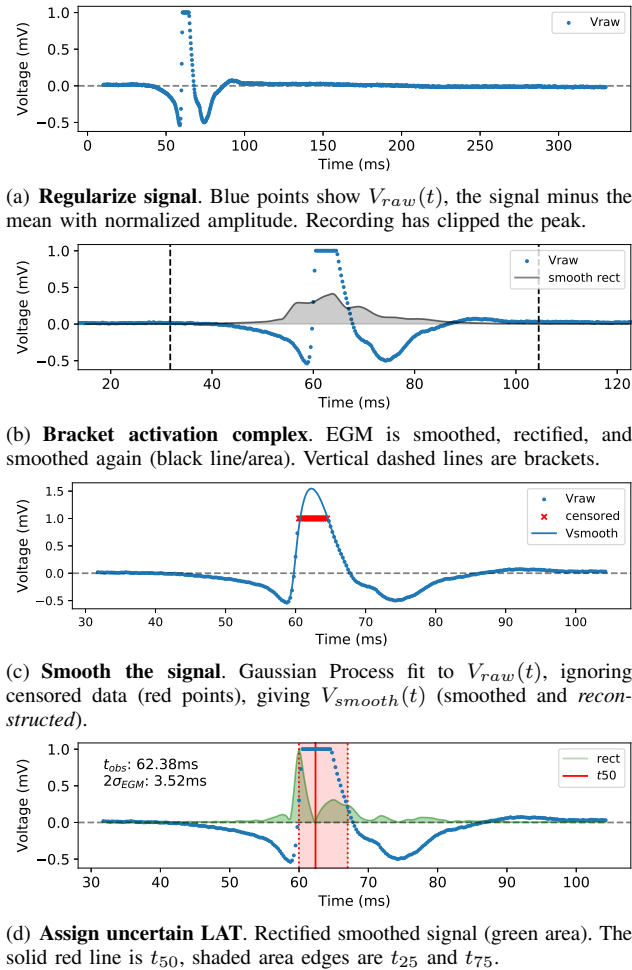 Voltage (mV)
1.0
0.5
0.0
−0.5
Vraw
0 50 100 150 200 250 300
Time (ms)
(a) Regularize signal. Blue points show V_raw(t), the signal minus the
mean with normalized amplitude. Recording has clipped the peak.
Voltage (mV)
1.0
0.5
0.0
−0.5
Vraw
smooth rect
20 40 60 80 100 120
Time (ms)
(b) Bracket activation complex. EGM is smoothed, rectified, and
smoothed again (black line/area). Vertical dashed lines are brackets.
Voltage (mV)
1.5
1.0
0.5
0.0
−0.5
Vraw
censored
Vsmooth
30 40 50 60 70 80 90 100
Time (ms)
(c) Smooth the signal. Gaussian Process fit to V_raw(t), ignoring
censored data (red points), giving V_smooth(t) (smoothed and recon-
structed).
Voltage (mV)
1.0
0.5
0.0
−0.5
t_obs: 62.38ms
2σ_EGM: 3.52ms
rect
t50
30 40 50 60 70 80 90 100
Time (ms)
(d) Assign uncertain LAT. Rectified smoothed signal (green area). The
solid red line is t_50, shaded area edges are t_25 and t_75.